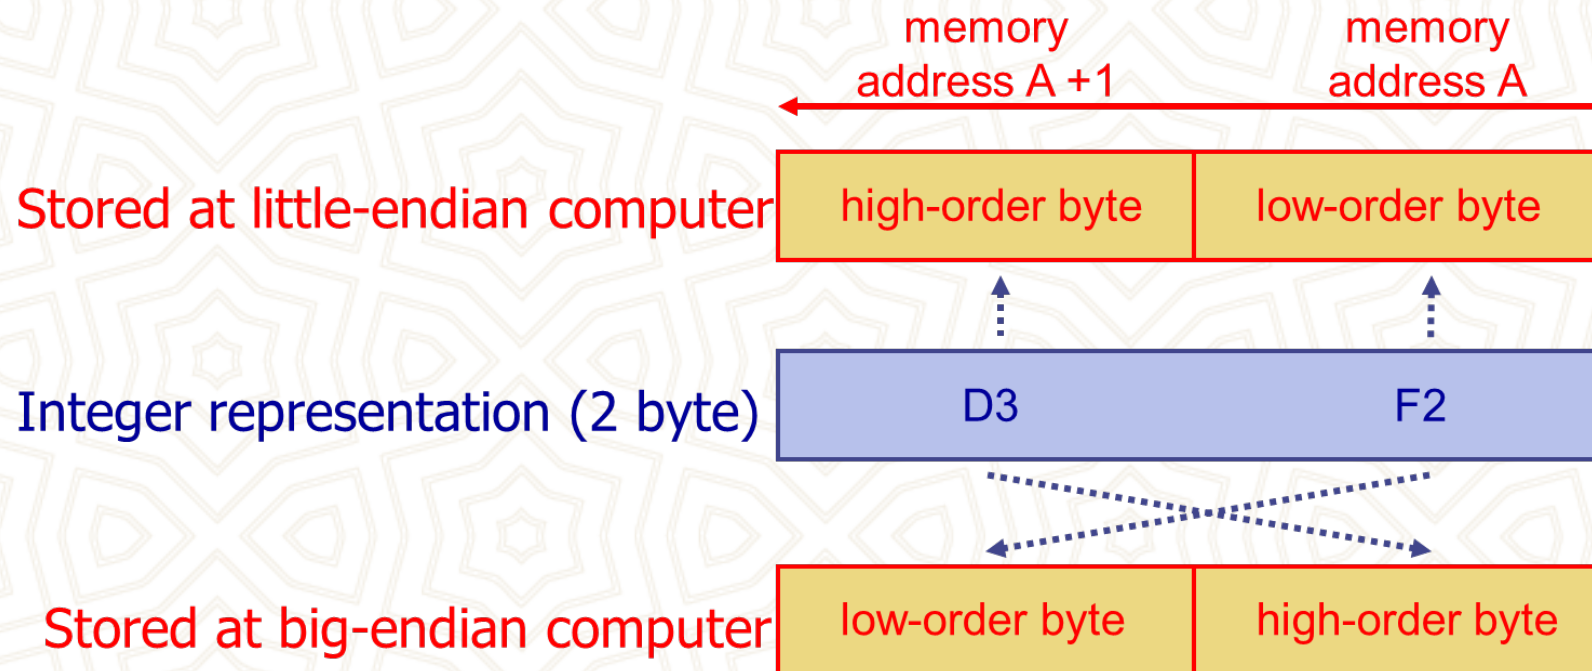 memory
address A +1
memory
address A
Stored at little-endian computer
high-order byte
low-order byte
Integer representation (2 byte)
D3
F2
Stored at big-endian computer
low-order byte
high-order byte